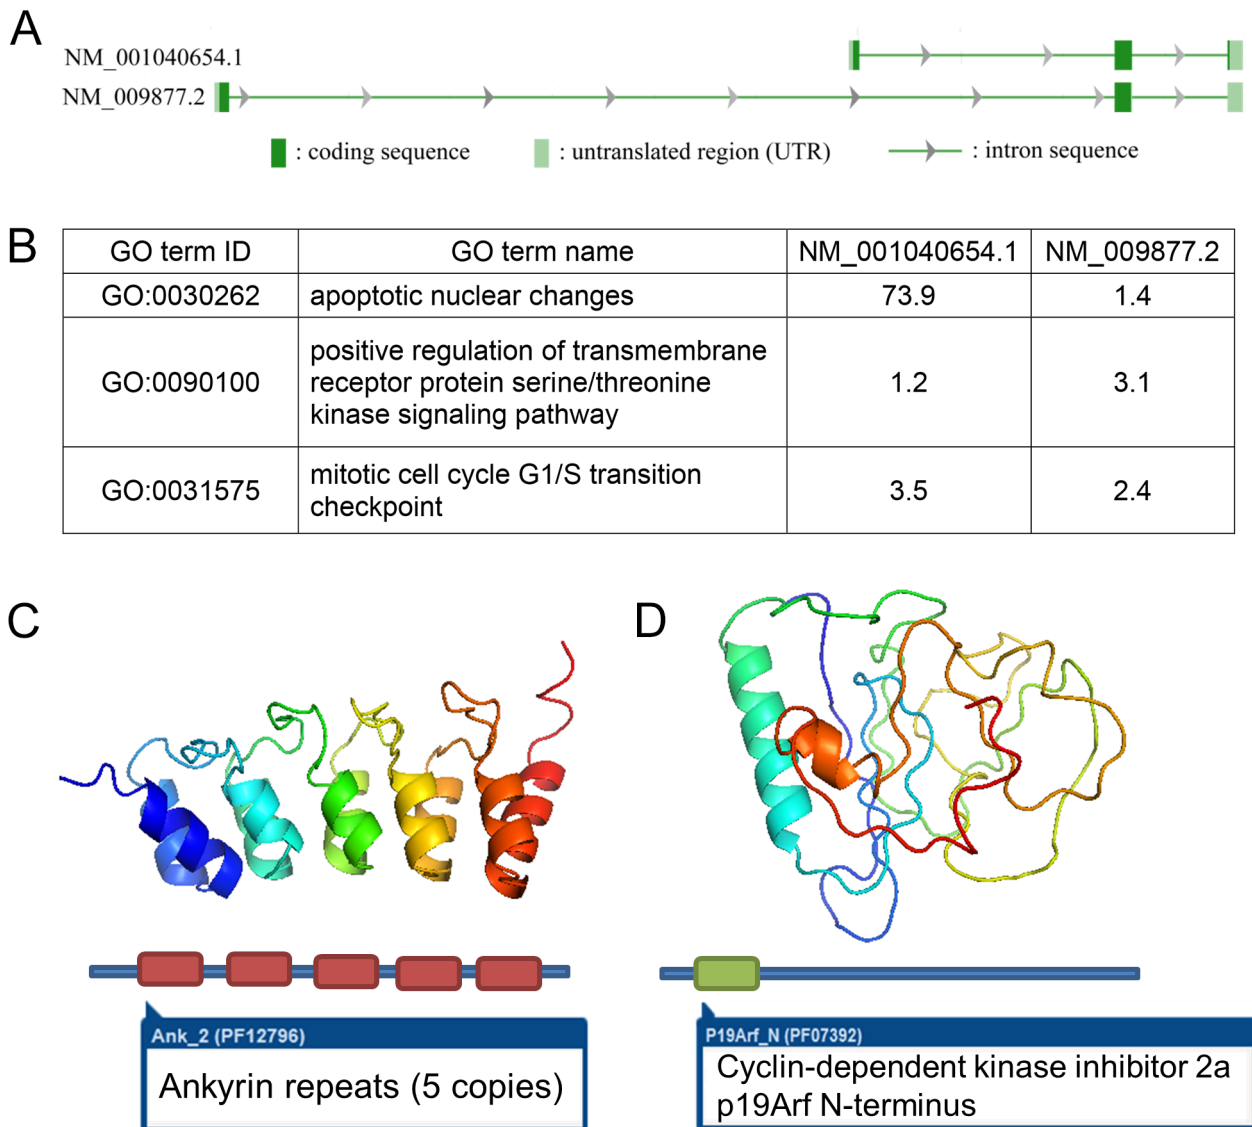 A
NM_001040654.1
NM_009877.2
: coding sequence
: untranslated region (UTR)
: intron sequence
B
GO term ID
GO term name
NM_001040654.1
NM_009877.2
GO:0030262
apoptotic nuclear changes
73.9
1.4
GO:0090100
positive regulation of transmembrane
receptor protein serine/threonine
kinase signaling pathway
1.2
3.1
GO:0031575
mitotic cell cycle G1/S transition
checkpoint
3.5
2.4
C
D
Ank_2 (PF12796)
Ankyrin repeats (5 copies)
P19Arf_N (PF07392)
Cyclin-dependent kinase inhibitor 2a
p19Arf N-terminus